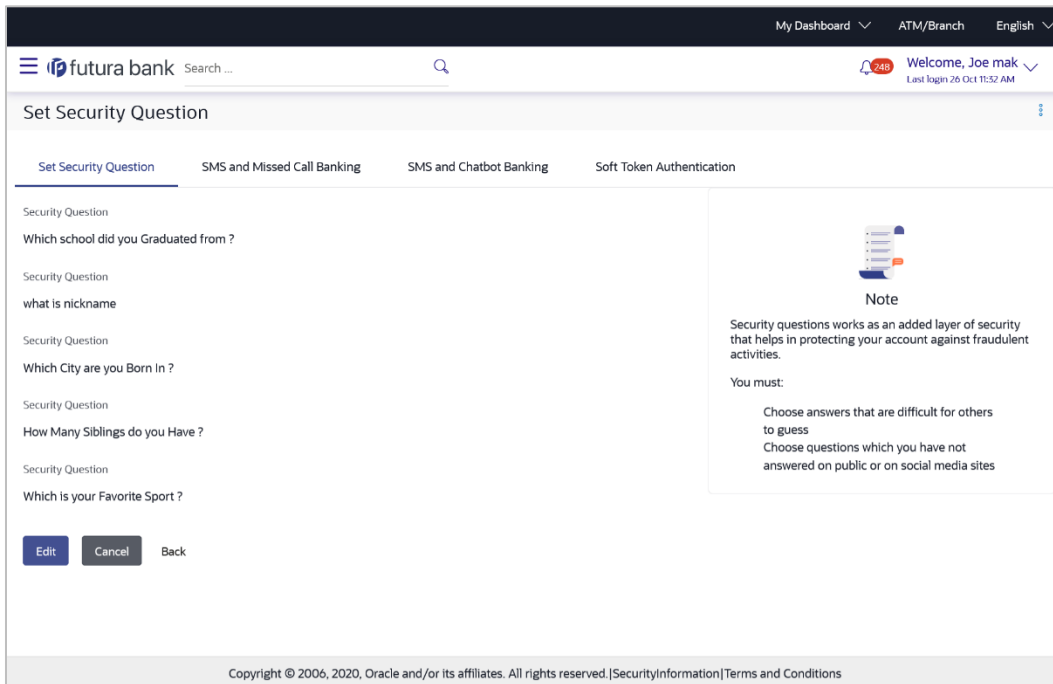 My Dashboard ATM/Branch English
futura bank Search ... 248 Welcome, Joe mak
Last login 26 Oct 11:32 AM
Set Security Question
Set Security Question SMS and Missed Call Banking SMS and Chatbot Banking Soft Token Authentication
Security Question
Which school did you Graduated from ?
Security Question
what is nickname
Security Question
Which City are you Born In ?
Security Question
How Many Siblings do you Have ?
Security Question
Which is your Favorite Sport ?
Edit Cancel Back
Note
Security questions works as an added layer of security
that helps in protecting your account against fraudulent
activities.
You must:
Choose answers that are difficult for others
to guess
Choose questions which you have not
answered on public or on social media sites
Copyright © 2006, 2020, Oracle and/or its affiliates. All rights reserved.|SecurityInformation|Terms and Conditions